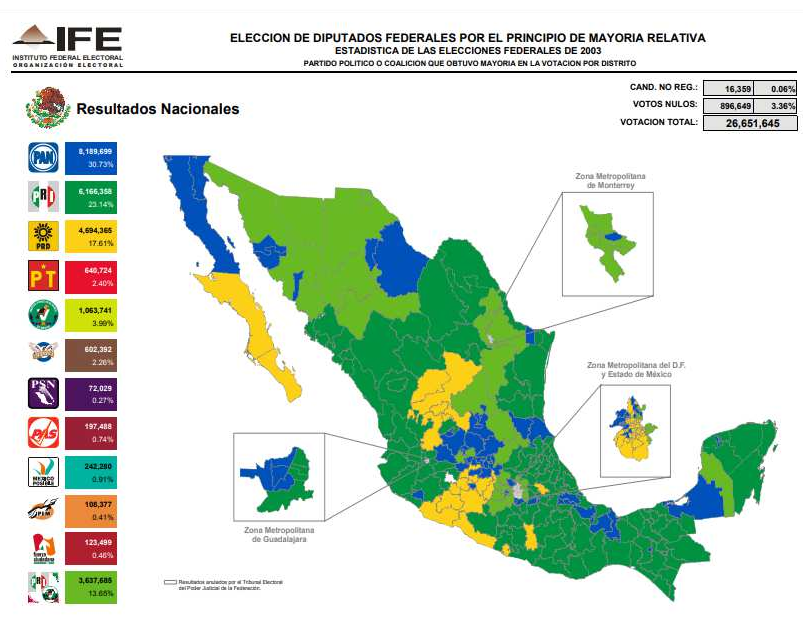 IFE
INSTITUTO FEDERAL ELECTORAL
ORGANIZACIÓN ELECTORAL
ELECCION DE DIPUTADOS FEDERALES POR EL PRINCIPIO DE MAYORIA RELATIVA
ESTADISTICA DE LAS ELECCIONES FEDERALES DE 2003
PARTIDO POLITICO O COALICION QUE OBTUVO MAYORIA EN LA VOTACION POR DISTRITO
CAND. NO REG.: 16,359 0.06%
VOTOS NULOS: 896,649 3.36%
VOTACION TOTAL: 26,651,645
Resultados Nacionales
PAN 8,189,699
30.73%
PRI 6,166,358
23.14%
PRD 4,694,365
17.61%
PT 640,724
2.40%
1,063,741
3.99%
602,392
2.26%
PSN 72,029
0.27%
PAS 197,488
0.74%
MEXICO 242,280
0.91%
108,377
0.41%
fuerza ciudadana 123,499
0.46%
PRI 3,637,685
13.65%
Zona Metropolitana
de Monterrey
Zona Metropolitana del D.F.
y Estado de México
Zona Metropolitana
de Guadalajara
Resultados anulados por el Tribunal Electoral
del Poder Judicial de la Federación.